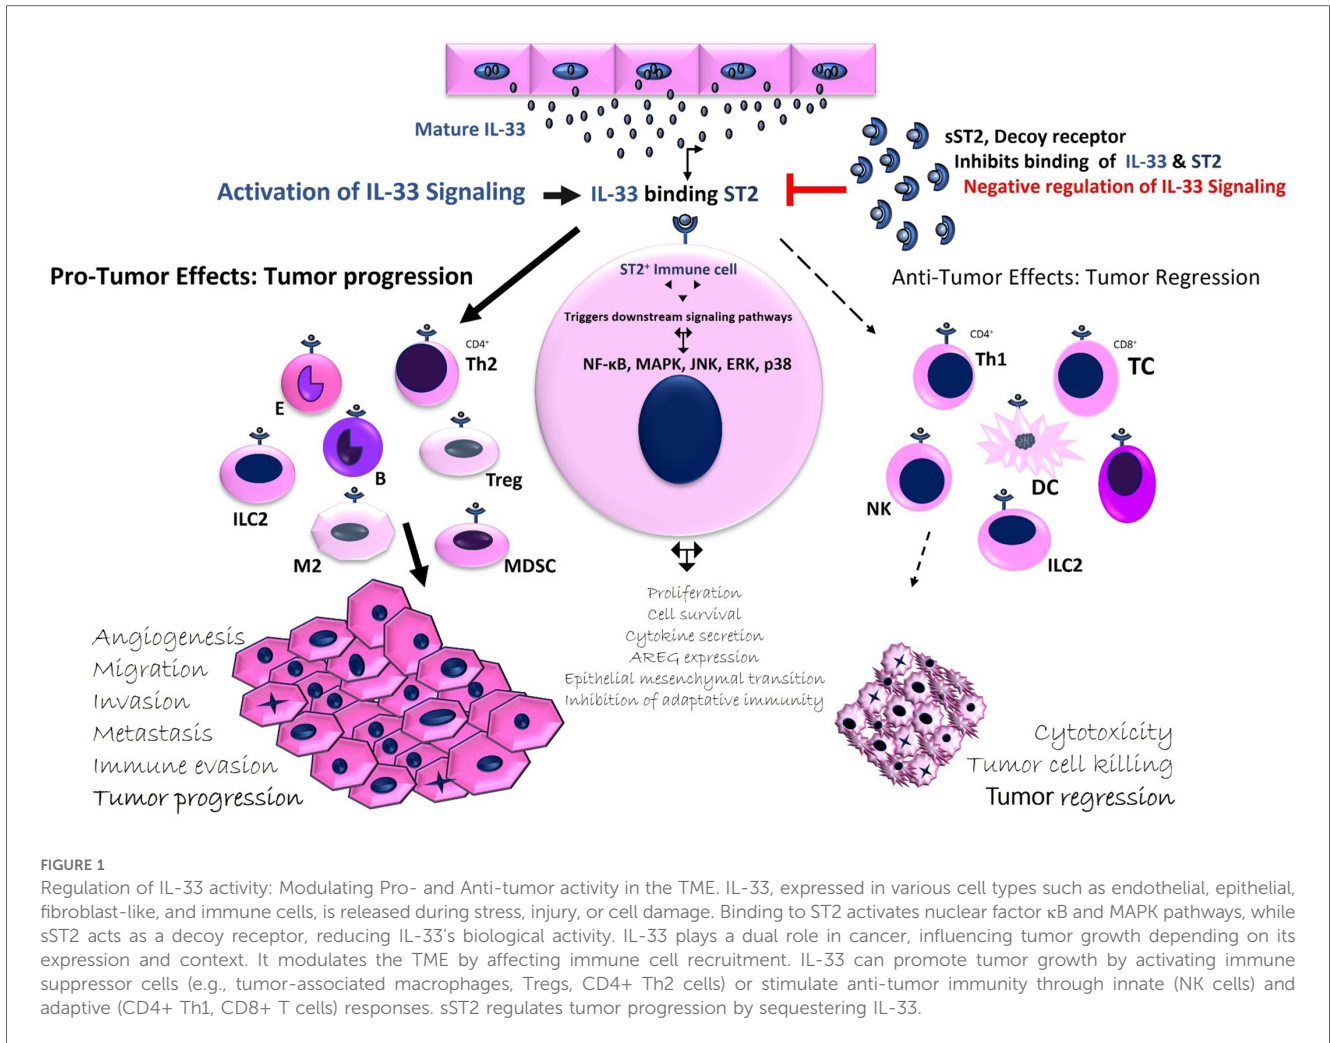 Mature IL-33
sST2, Decoy receptor
Inhibits binding of IL-33 & ST2
Negative regulation of IL-33 Signaling
Activation of IL-33 Signaling
IL-33 binding ST2
Pro-Tumor Effects: Tumor progression
Anti-Tumor Effects: Tumor Regression
ST2⁺ Immune cell
Triggers downstream signaling pathways
NF-κB, MAPK, JNK, ERK, p38
CD4⁺
Th2
E
B
Treg
ILC2
M2
MDSC
CD4⁺
Th1
CD8⁺
TC
DC
NK
ILC2
Proliferation
Cell survival
Cytokine secretion
AREG expression
Epithelial mesenchymal transition
Inhibition of adaptative immunity
Angiogenesis
Migration
Invasion
Metastasis
Immune evasion
Tumor progression
Cytotoxicity
Tumor cell killing
Tumor regression
FIGURE 1
Regulation of IL-33 activity: Modulating Pro- and Anti-tumor activity in the TME. IL-33, expressed in various cell types such as endothelial, epithelial,
fibroblast-like, and immune cells, is released during stress, injury, or cell damage. Binding to ST2 activates nuclear factor κB and MAPK pathways, while
sST2 acts as a decoy receptor, reducing IL-33's biological activity. IL-33 plays a dual role in cancer, influencing tumor growth depending on its
expression and context. It modulates the TME by affecting immune cell recruitment. IL-33 can promote tumor growth by activating immune
suppressor cells (e.g., tumor-associated macrophages, Tregs, CD4+ Th2 cells) or stimulate anti-tumor immunity through innate (NK cells) and
adaptive (CD4+ Th1, CD8+ T cells) responses. sST2 regulates tumor progression by sequestering IL-33.